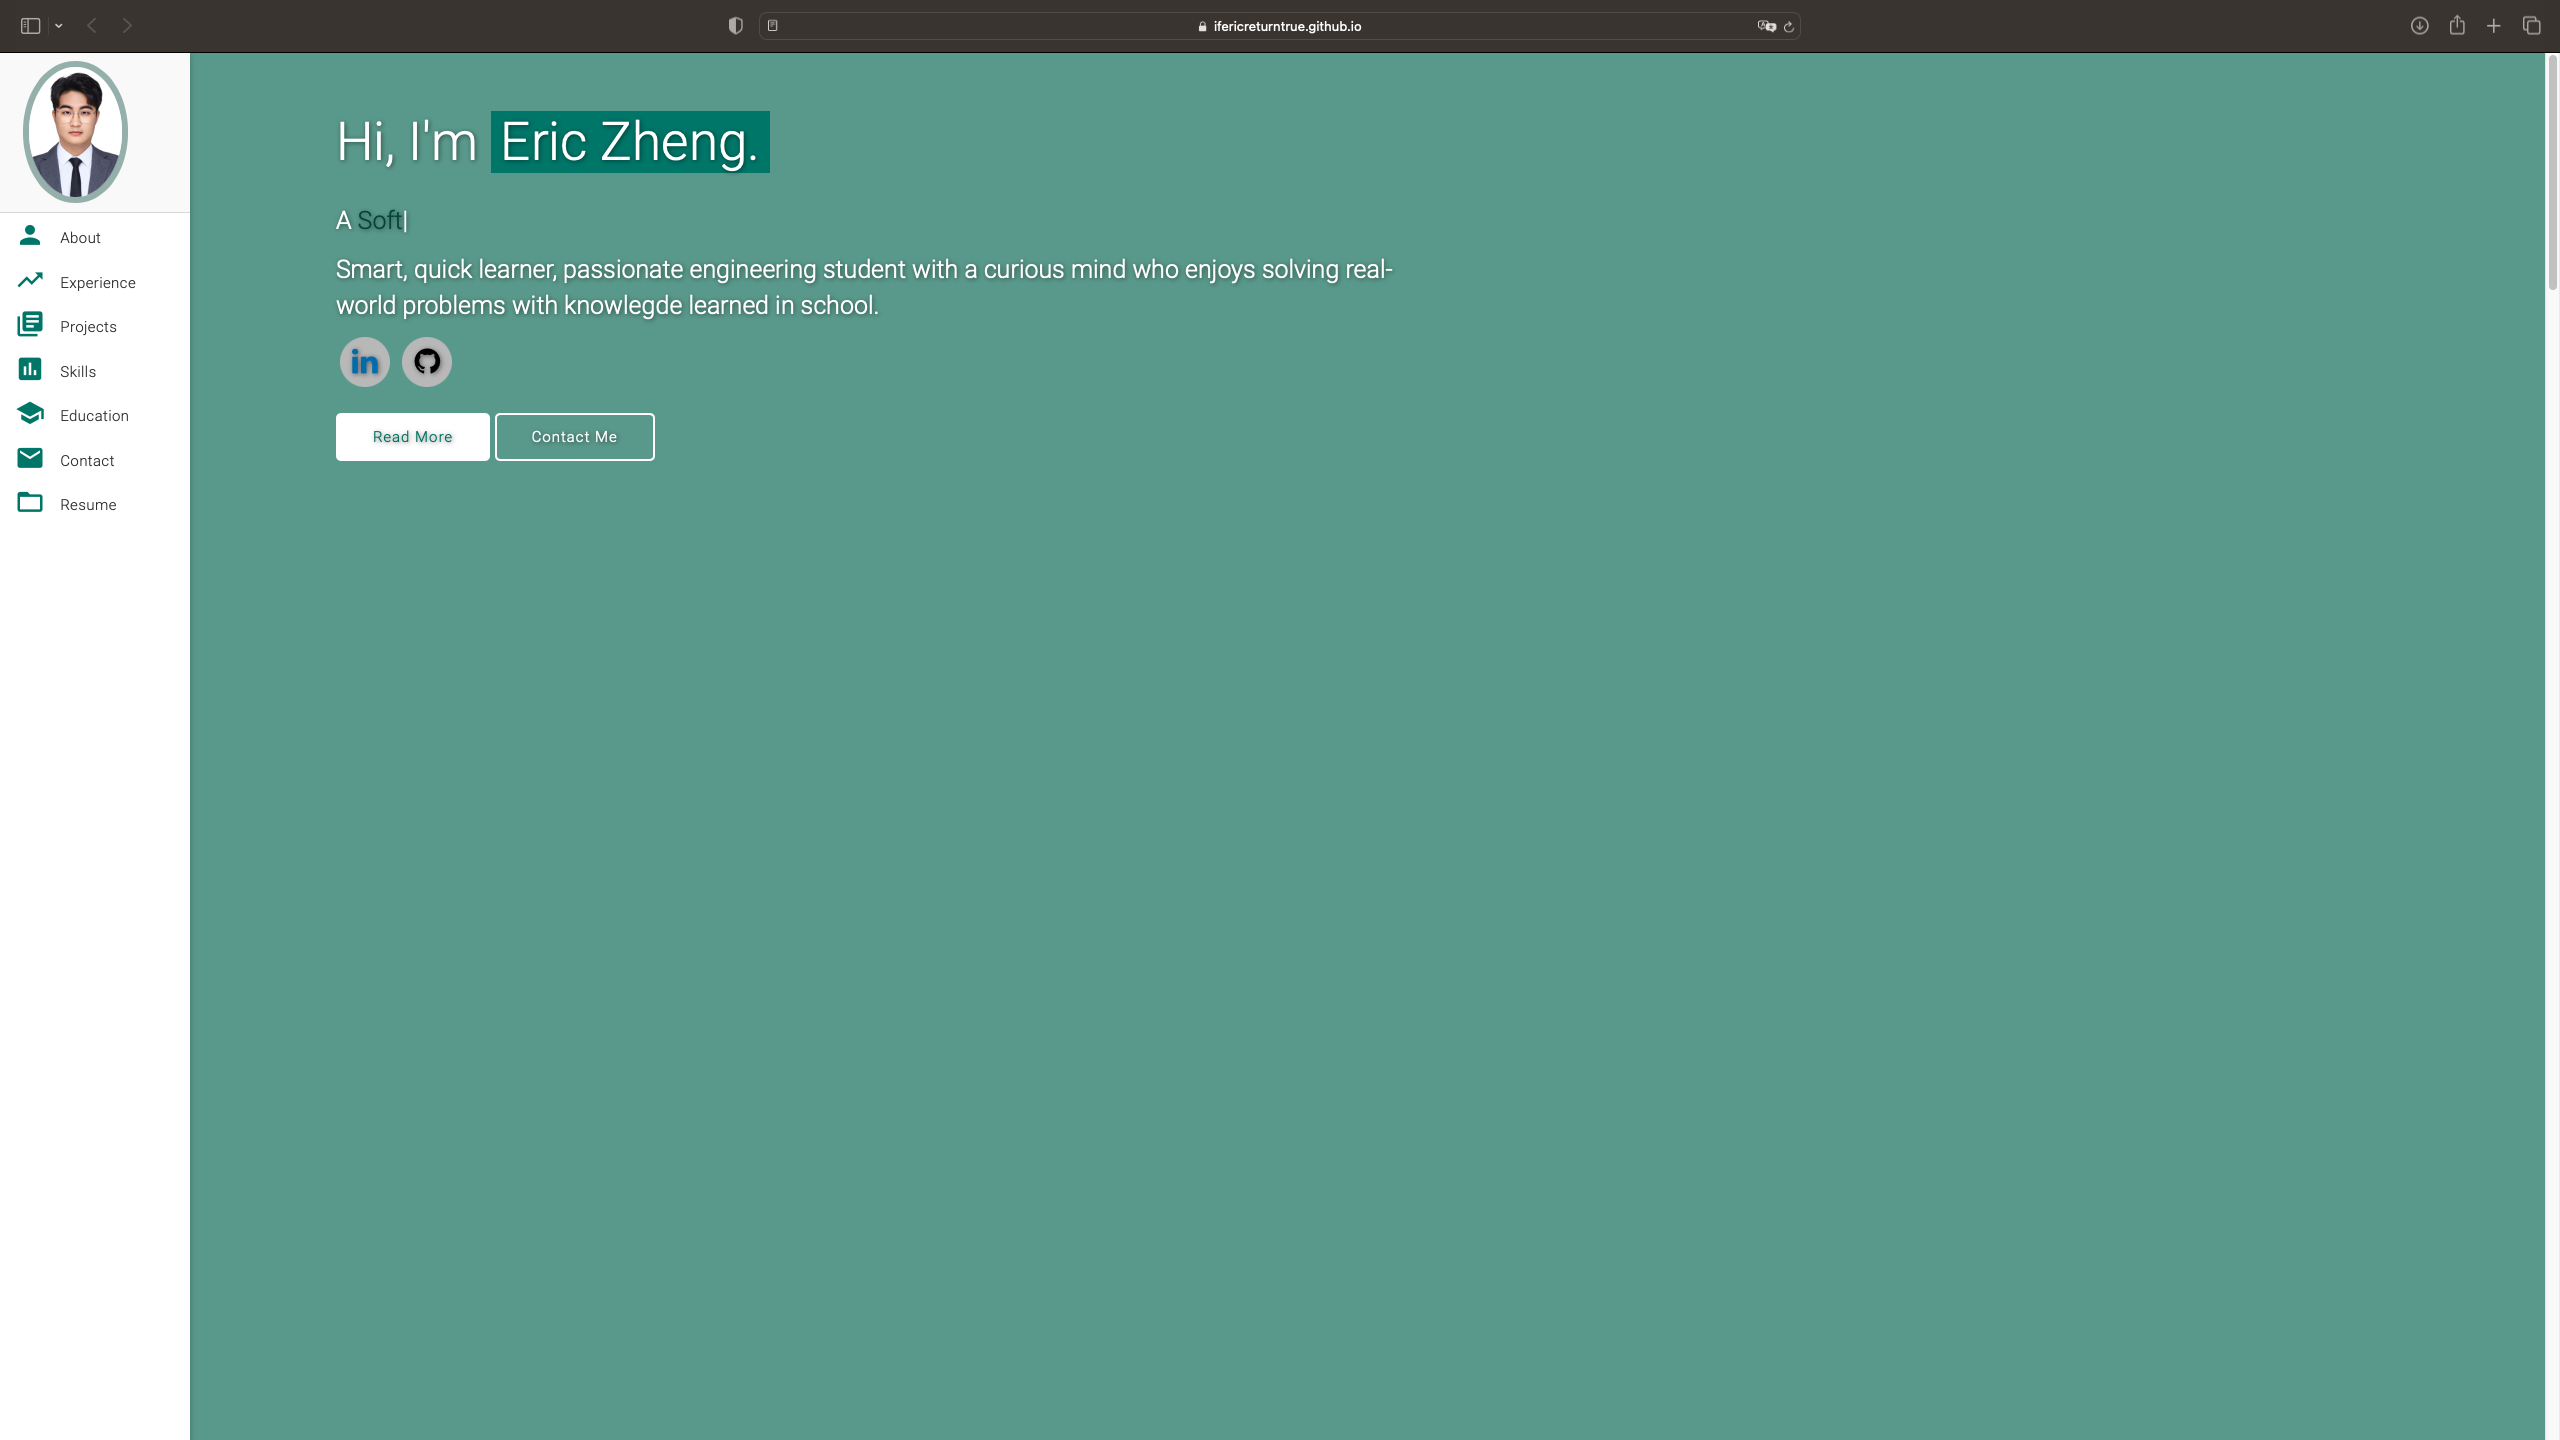 ifericreturntrue.github.io
About
Experience
Projects
Skills
Education
Contact
Resume
Hi, I'm Eric Zheng.
A Soft|
Smart, quick learner, passionate engineering student with a curious mind who enjoys solving real-
world problems with knowlegde learned in school.
in
Read More Contact Me